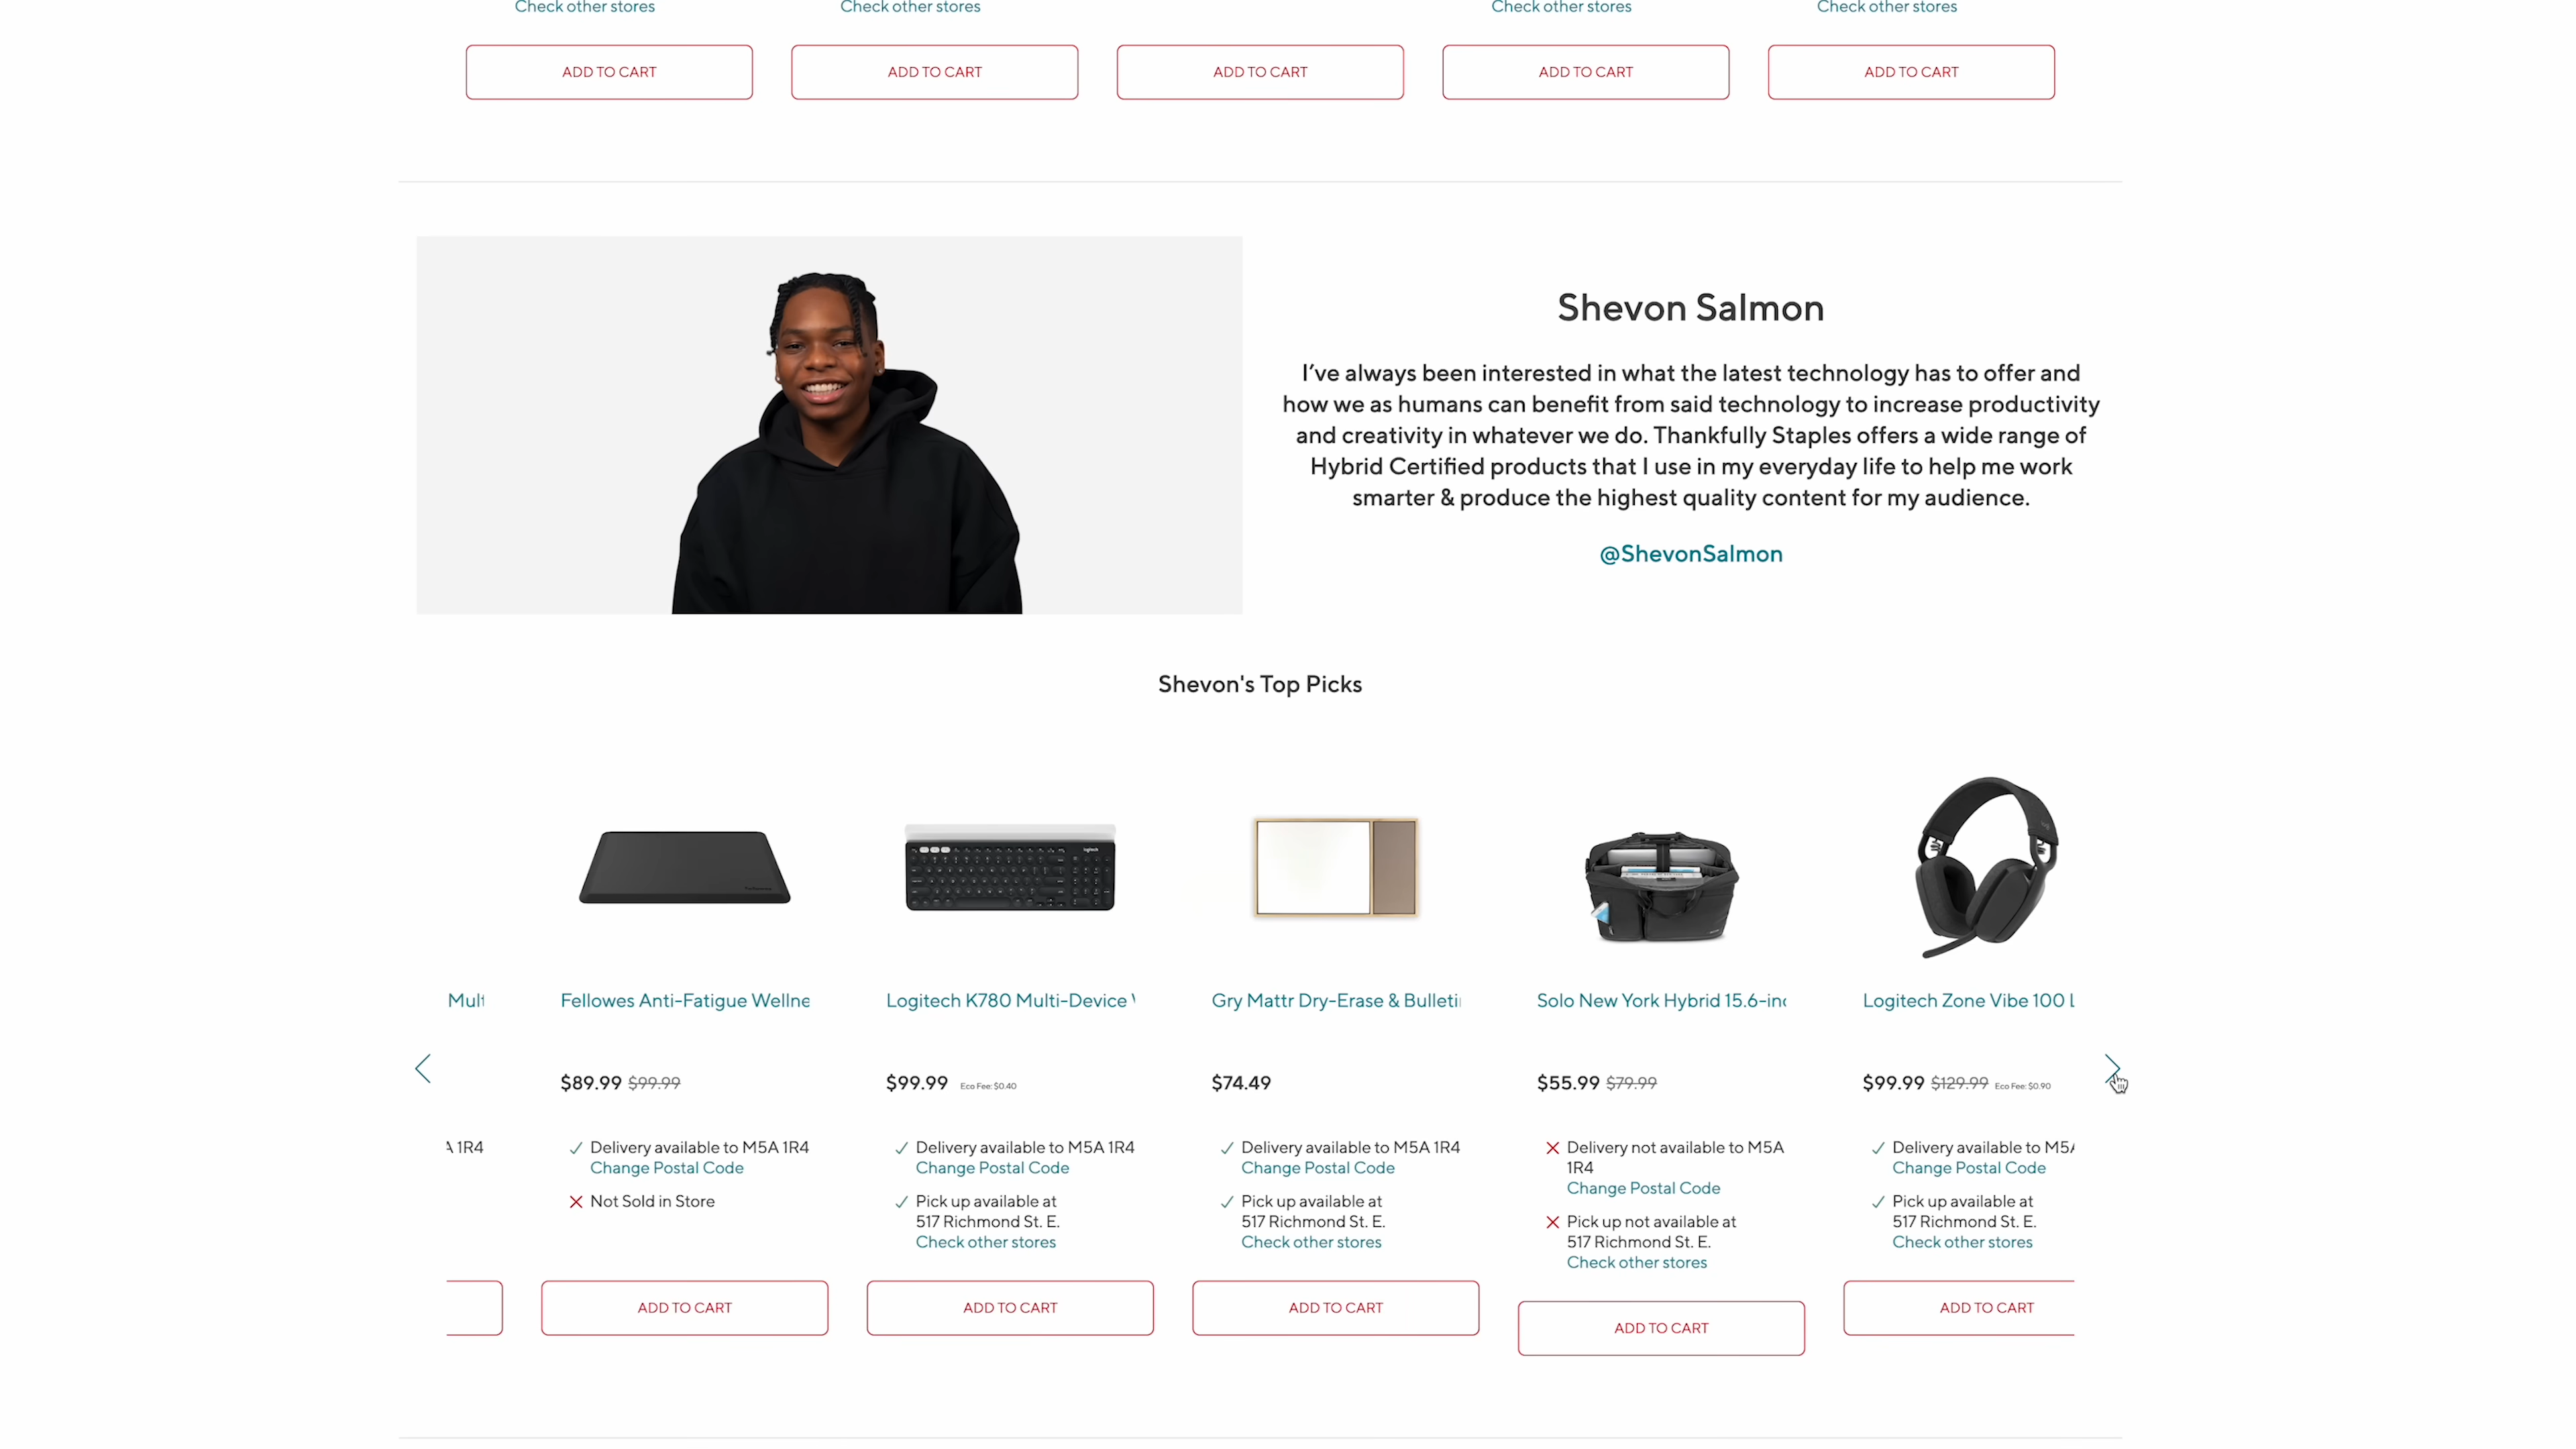 Check other stores
Check other stores
Check other stores
Check other stores
ADD TO CART
ADD TO CART
ADD TO CART
ADD TO CART
ADD TO CART
Shevon Salmon
I’ve always been interested in what the latest technology has to offer and
how we as humans can benefit from said technology to increase productivity
and creativity in whatever we do. Thankfully Staples offers a wide range of
Hybrid Certified products that I use in my everyday life to help me work
smarter & produce the highest quality content for my audience.
@ShevonSalmon
Shevon's Top Picks
logitech
Mult
Fellowes Anti-Fatigue Wellne
Logitech K780 Multi-Device
Gry Mattr Dry-Erase & Bulleti
Solo New York Hybrid 15.6-inc
Logitech Zone Vibe 100 L
$89.99 $99.99
$99.99 Eco Fee: $0.40
$74.49
$55.99 $79.99
$99.99 $129.99 Eco Fee: $0.90
A 1R4
Delivery available to M5A 1R4
Change Postal Code
Not Sold in Store
Delivery available to M5A 1R4
Change Postal Code
Pick up available at
517 Richmond St. E.
Check other stores
Delivery available to M5A 1R4
Change Postal Code
Pick up available at
517 Richmond St. E.
Check other stores
Delivery not available to M5A
1R4
Change Postal Code
Pick up not available at
517 Richmond St. E.
Check other stores
Delivery available to M5A
Change Postal Code
Pick up available at
517 Richmond St. E.
Check other stores
ADD TO CART
ADD TO CART
ADD TO CART
ADD TO CART
ADD TO CART